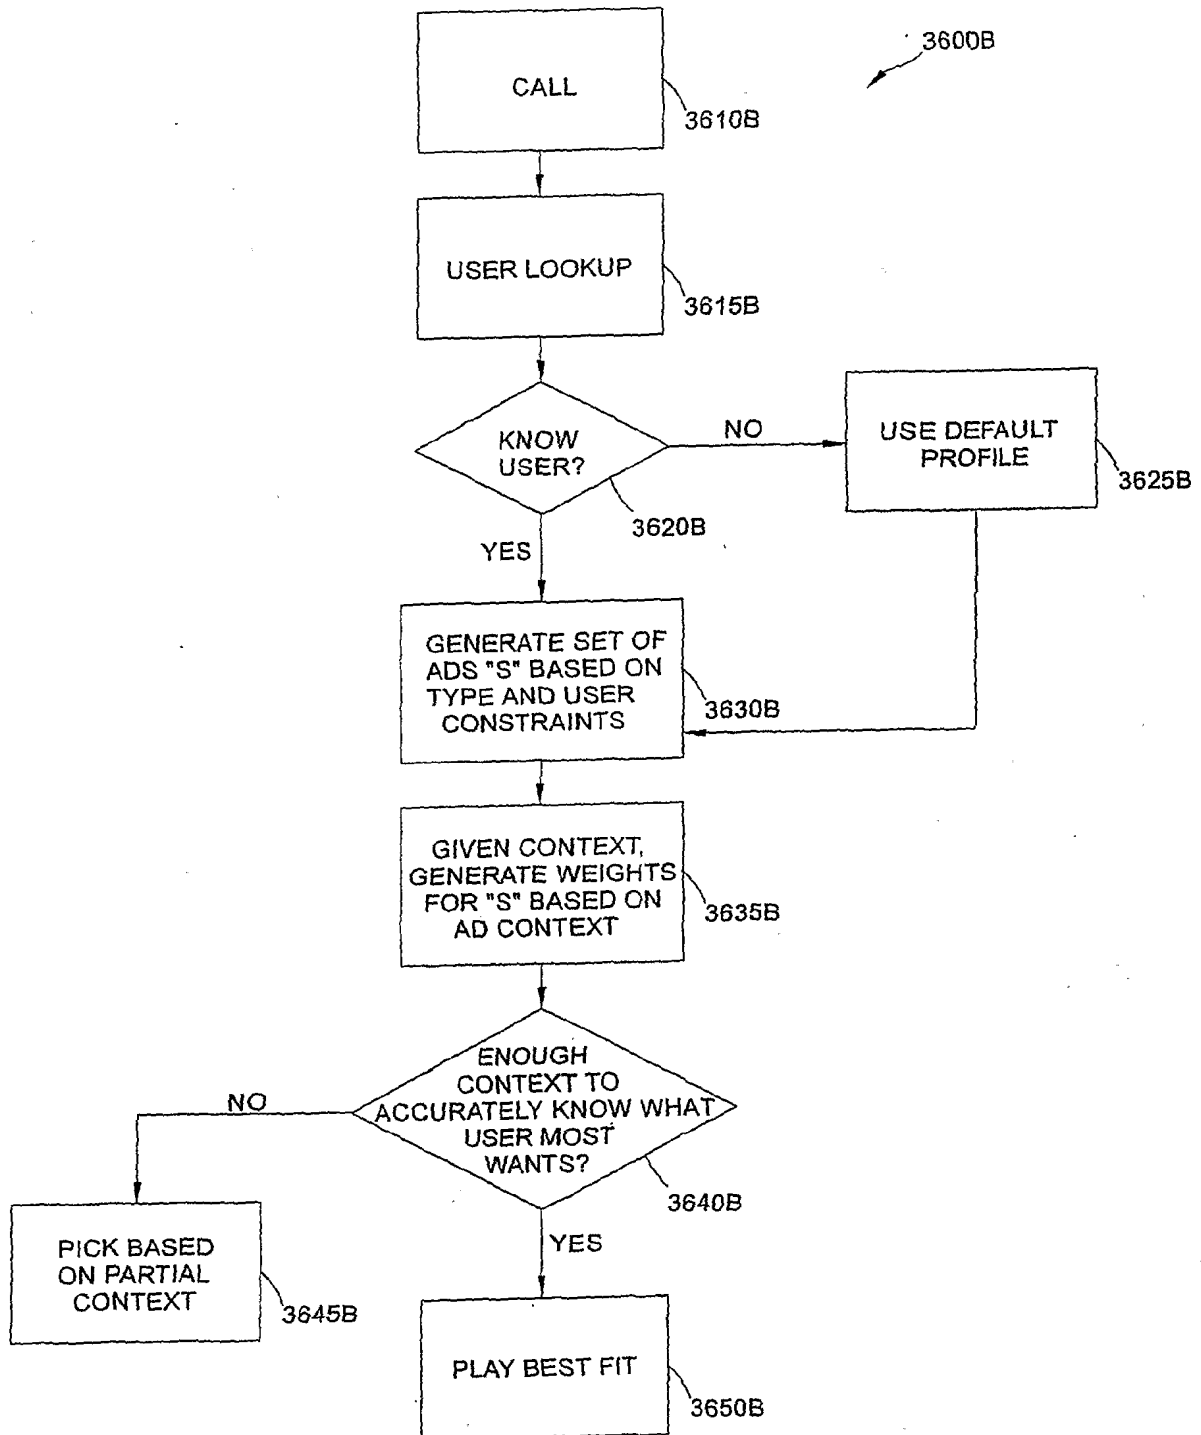 3600B
CALL
3610B
USER LOOKUP
3615B
KNOW
USER?
3620B
NO
USE DEFAULT
PROFILE
3625B
YES
GENERATE SET OF
ADS "S" BASED ON
TYPE AND USER
CONSTRAINTS
3630B
GIVEN CONTEXT,
GENERATE WEIGHTS
FOR "S" BASED ON
AD CONTEXT
3635B
ENOUGH
CONTEXT TO
ACCURATELY KNOW WHAT
USER MOST
WANTS?
3640B
NO
PICK BASED
ON PARTIAL
CONTEXT
3645B
YES
PLAY BEST FIT
3650B